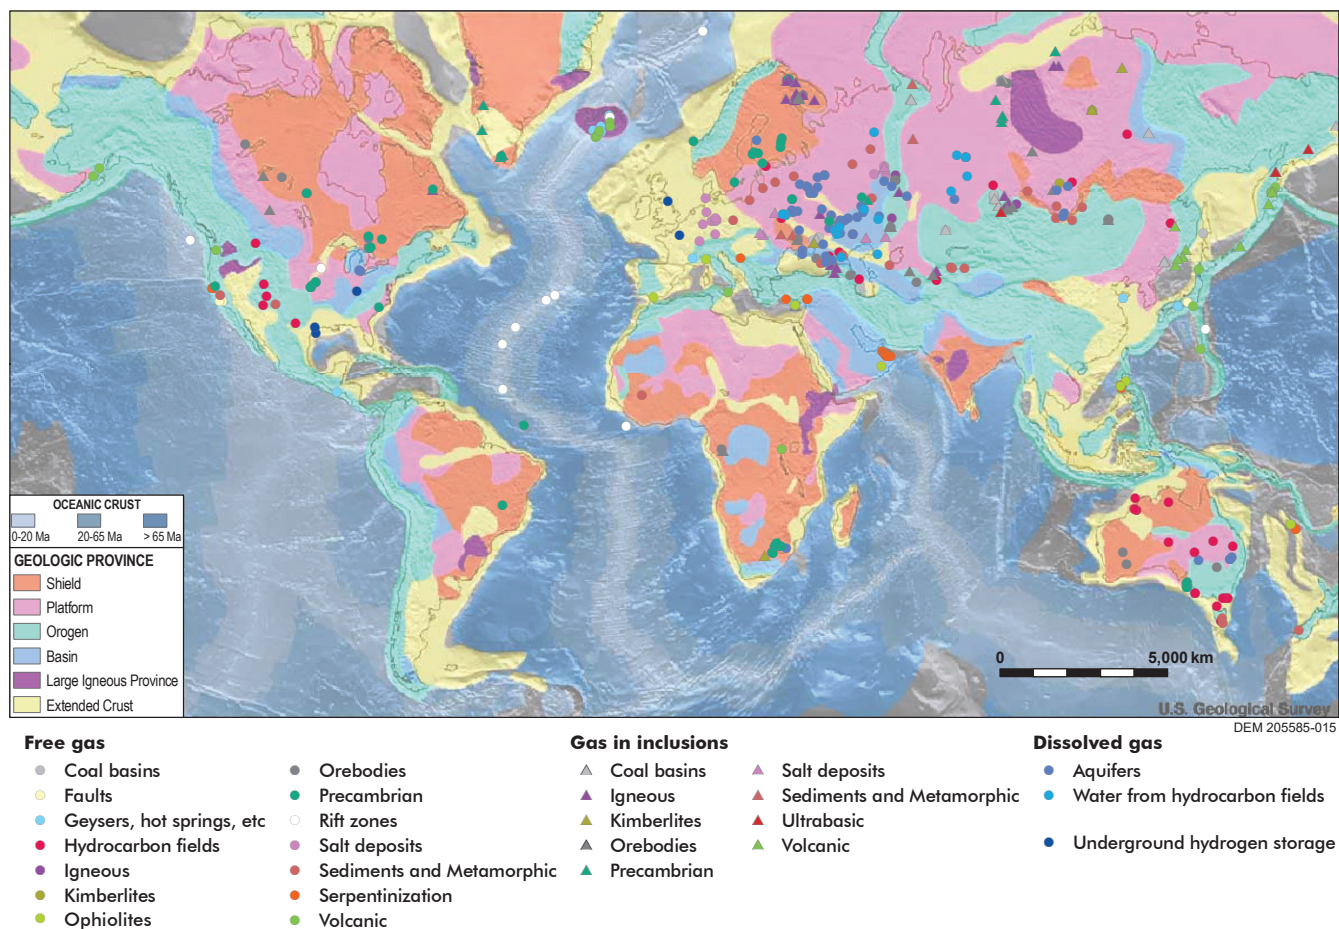 OCEANIC CRUST
0-20 Ma 20-65 Ma > 65 Ma
GEOLOGIC PROVINCE
Shield
Platform
Orogen
Basin
Large Igneous Province
Extended Crust
0 5,000 km
U.S. Geological Survey
DEM 205585-015
Free gas
Coal basins
Faults
Geysers, hot springs, etc
Hydrocarbon fields
Igneous
Kimberlites
Ophiolites
Orebodies
Precambrian
Rift zones
Salt deposits
Sediments and Metamorphic
Serpentinization
Volcanic
Gas in inclusions
Coal basins
Igneous
Kimberlites
Orebodies
Precambrian
Salt deposits
Sediments and Metamorphic
Ultrabasic
Volcanic
Dissolved gas
Aquifers
Water from hydrocarbon fields
Underground hydrogen storage